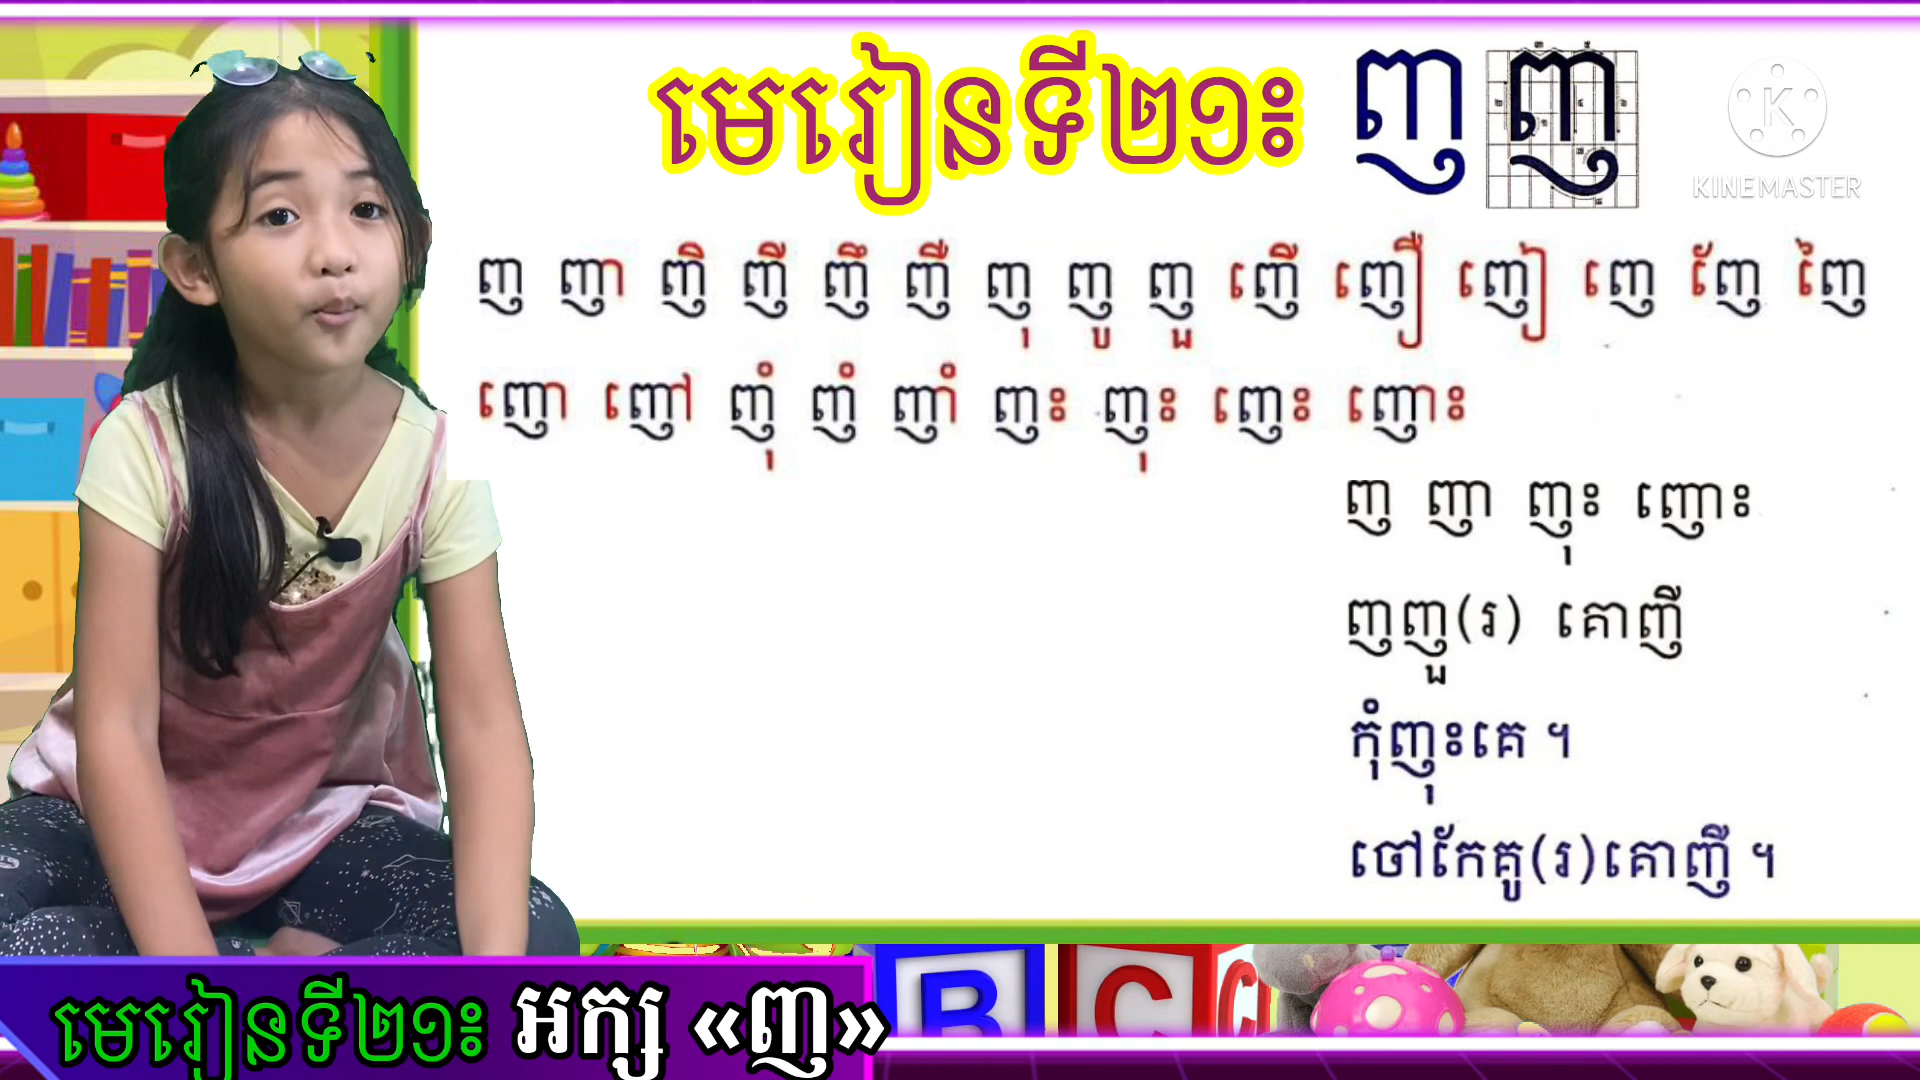 មេរៀនទី២១៖ ញ ញ
KINEMASTER
ញ ញា ញិ ញី ញឹ ញឺ ញុ ញូ ញួ ញើ ញឿ ញៀ ញេ ញែ ញៃ
ញោ ញៅ ញុំ ញំ ញាំ ញះ ញុះ ញេះ ញោះ
ញ ញា ញុះ ញោះ
ញញួ(រ) គោញី
កុំញុះគេ ។
ចៅកែគូ(រ)គោញី ។
មេរៀនទី២១៖ អក្ស «ញ»
B C C